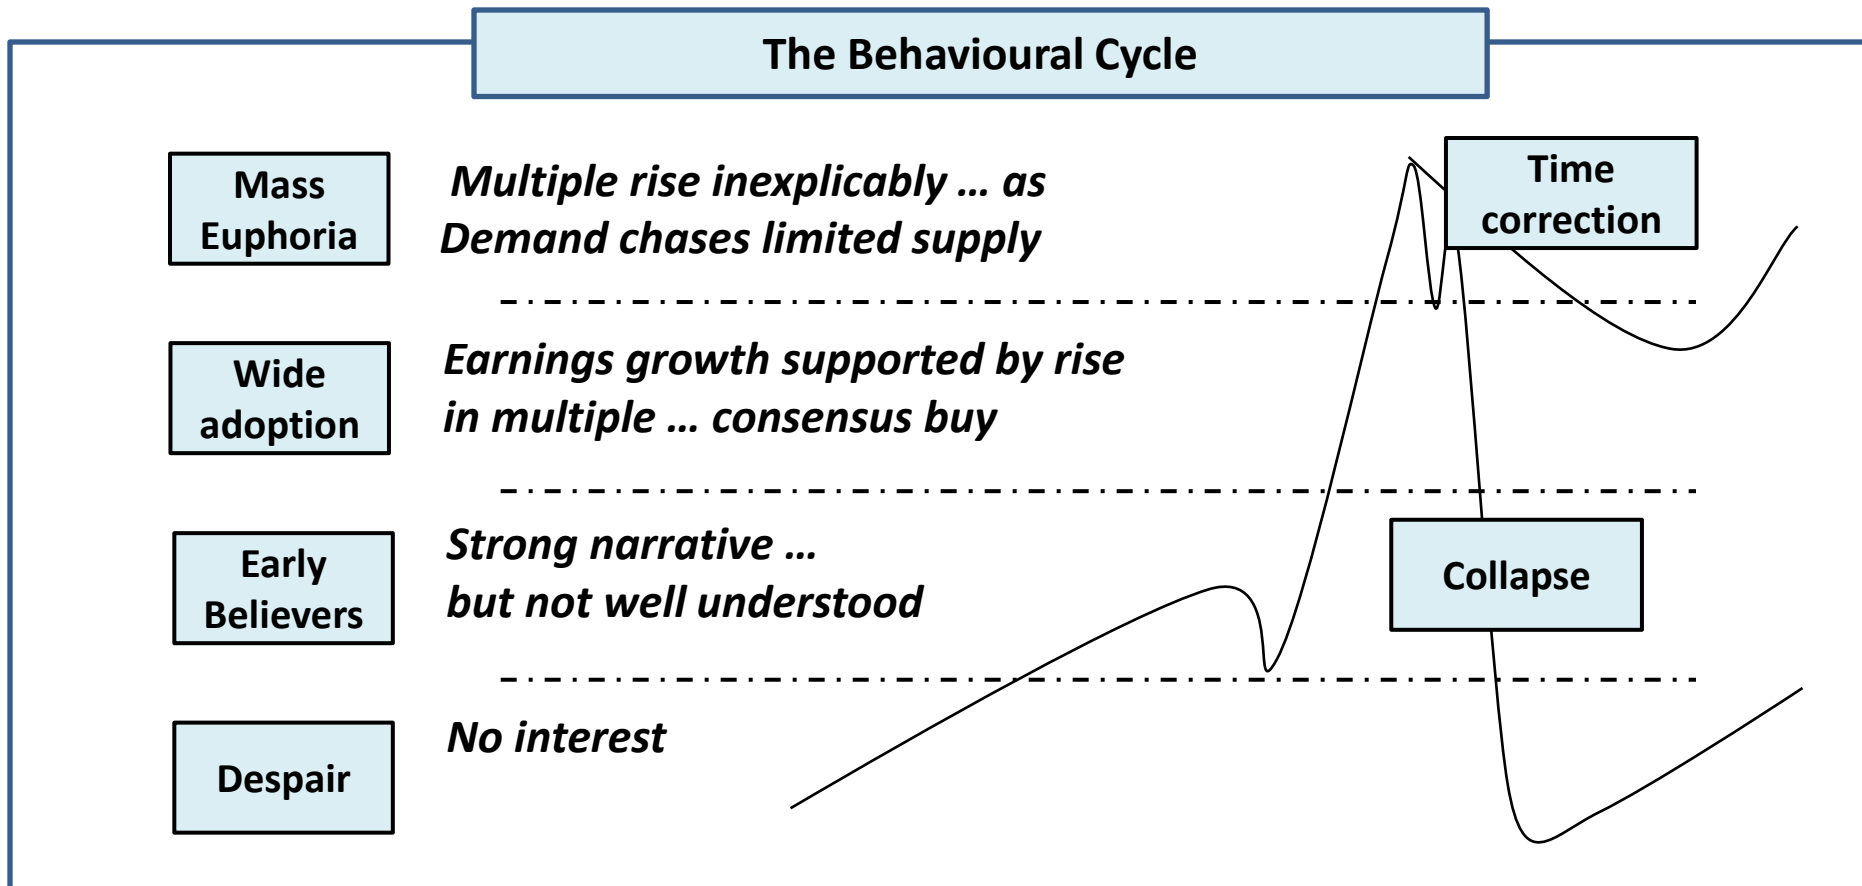 The Behavioural Cycle
Mass
Euphoria
Multiple rise inexplicably … as
Demand chases limited supply
Time
correction
Wide
adoption
Earnings growth supported by rise
in multiple … consensus buy
Early
Believers
Strong narrative …
but not well understood
Collapse
Despair
No interest